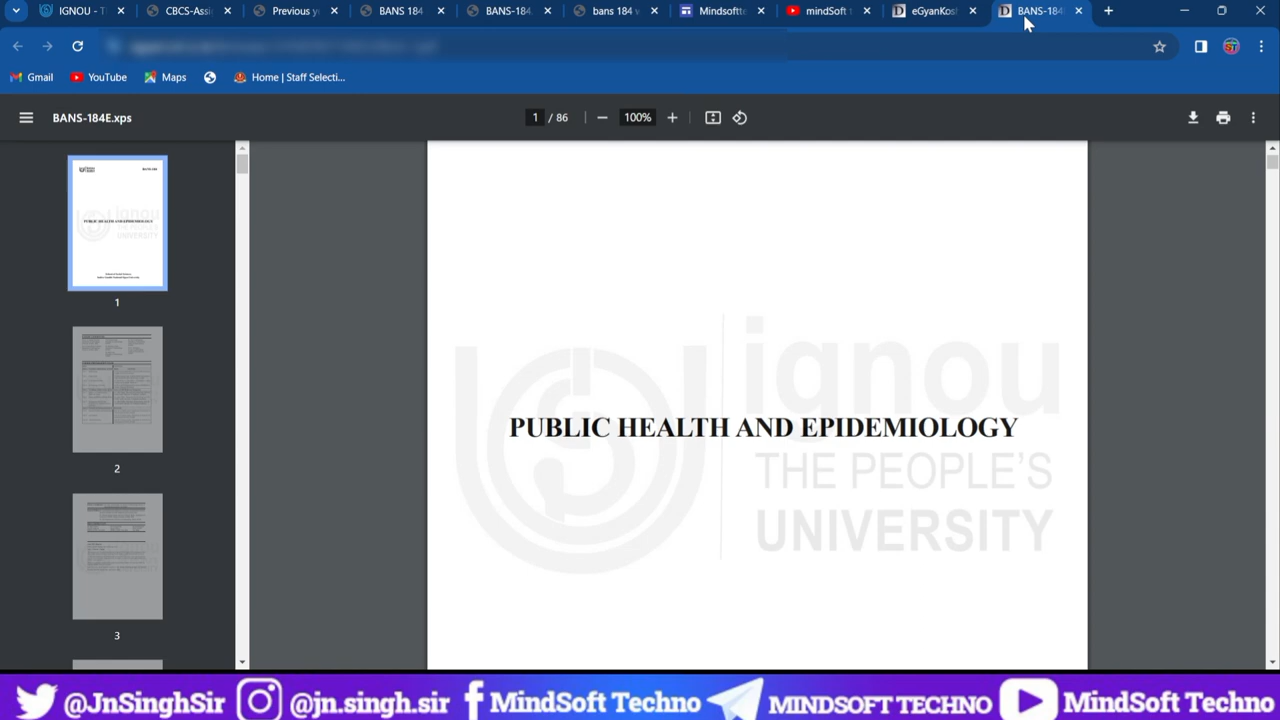 IGNOU - T
CBCS-Assi
Previous y
BANS 184
BANS-184
bans 184 v
Mindsoftte
mindSoft t
eGyanKos
BANS-184
Gmail
YouTube
Maps
Home | Staff Selecti...
BANS-184E.xps
1 / 86
100%
1
2
3
PUBLIC HEALTH AND EPIDEMIOLOGY
ignou
THE PEOPLE'S
UNIVERSITY
@JnSinghSir
@jn.singh.sir
MindSoft Techno
MINDSOFT TECHNO
MindSoft Techno